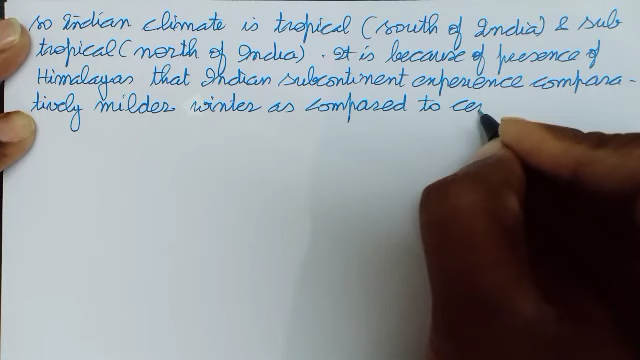 so Indian climate is tropical (south of India) & sub
tropical (north of India). It is because of presence of
Himalayas that Indian subcontinent experience compara-
tively milder winter as compared to ce